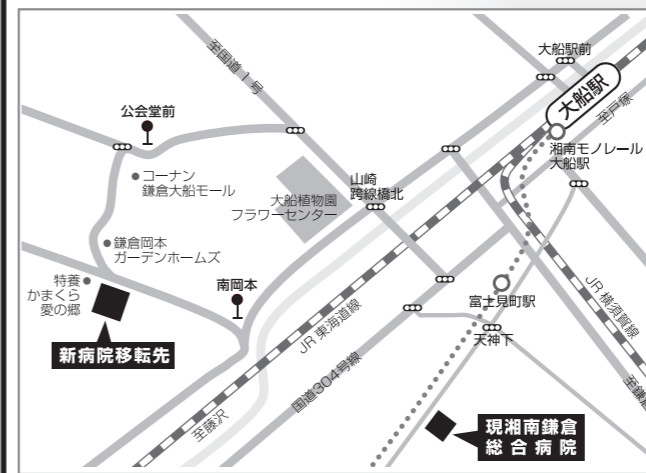 至国道1号
大船駅前
大船駅
至戸塚
公会堂前
湘南モノレール
大船駅
コーナン
鎌倉大船モール
山崎
跨線橋北
大船植物園
フラワーセンター
鎌倉岡本
ガーデンホームズ
特養
かまくら
愛の郷
南岡本
富士見町駅
JR横須賀線
新病院移転先
JR東海道線
天神下
国道304号線
至鎌倉
至藤沢
現湘南鎌倉
総合病院